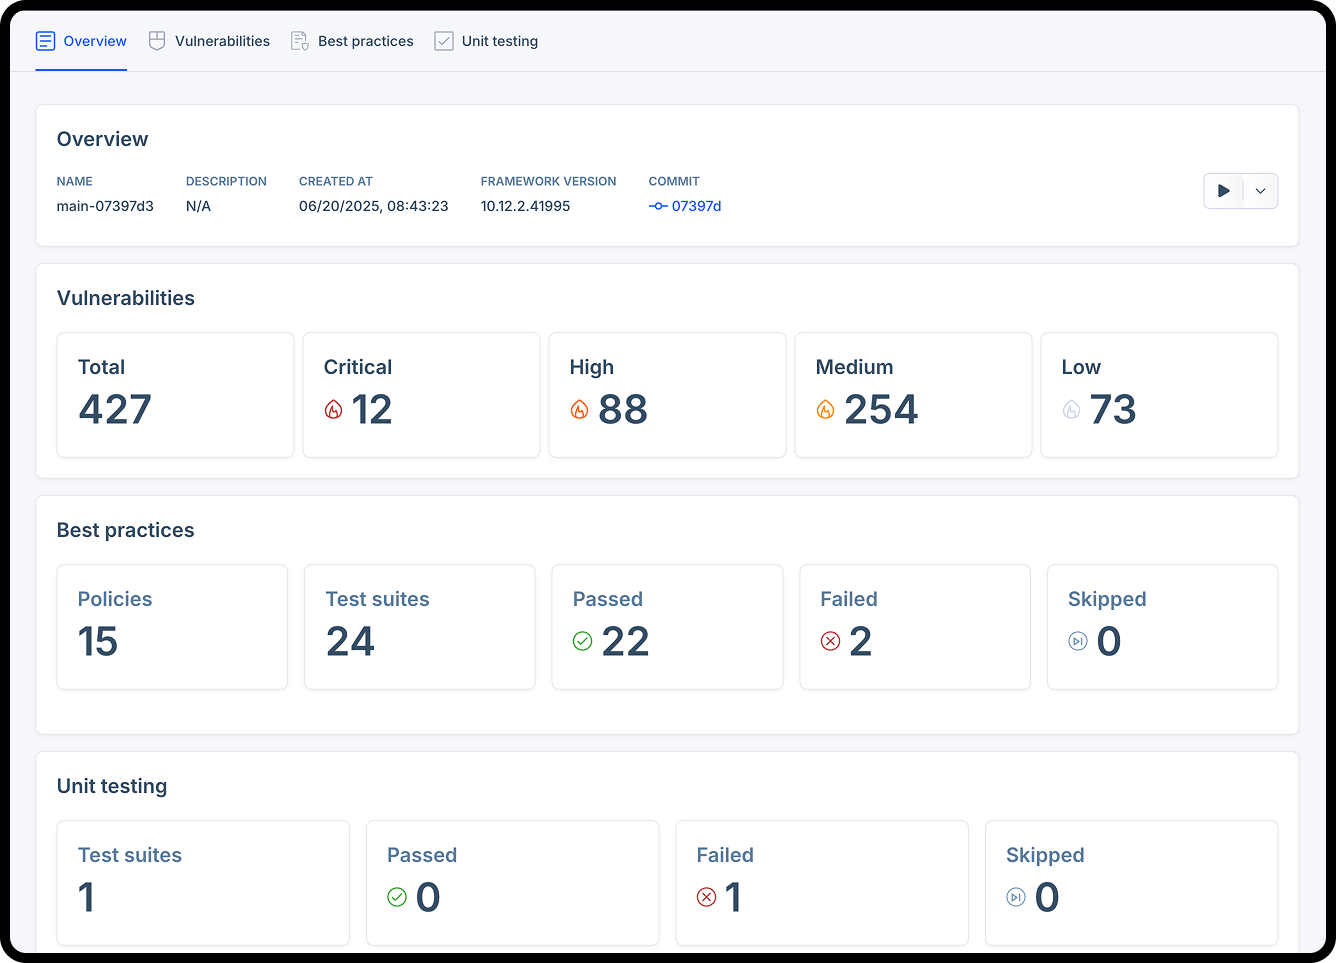 Overview Vulnerabilities Best practices Unit testing
Overview
NAME DESCRIPTION CREATED AT FRAMEWORK VERSION COMMIT
main-07397d3 N/A 06/20/2025, 08:43:23 10.12.2.41995 07397d
Vulnerabilities
Total Critical High Medium Low
427 12 88 254 73
Best practices
Policies Test suites Passed Failed Skipped
15 24 22 2 0
Unit testing
Test suites Passed Failed Skipped
1 0 1 0